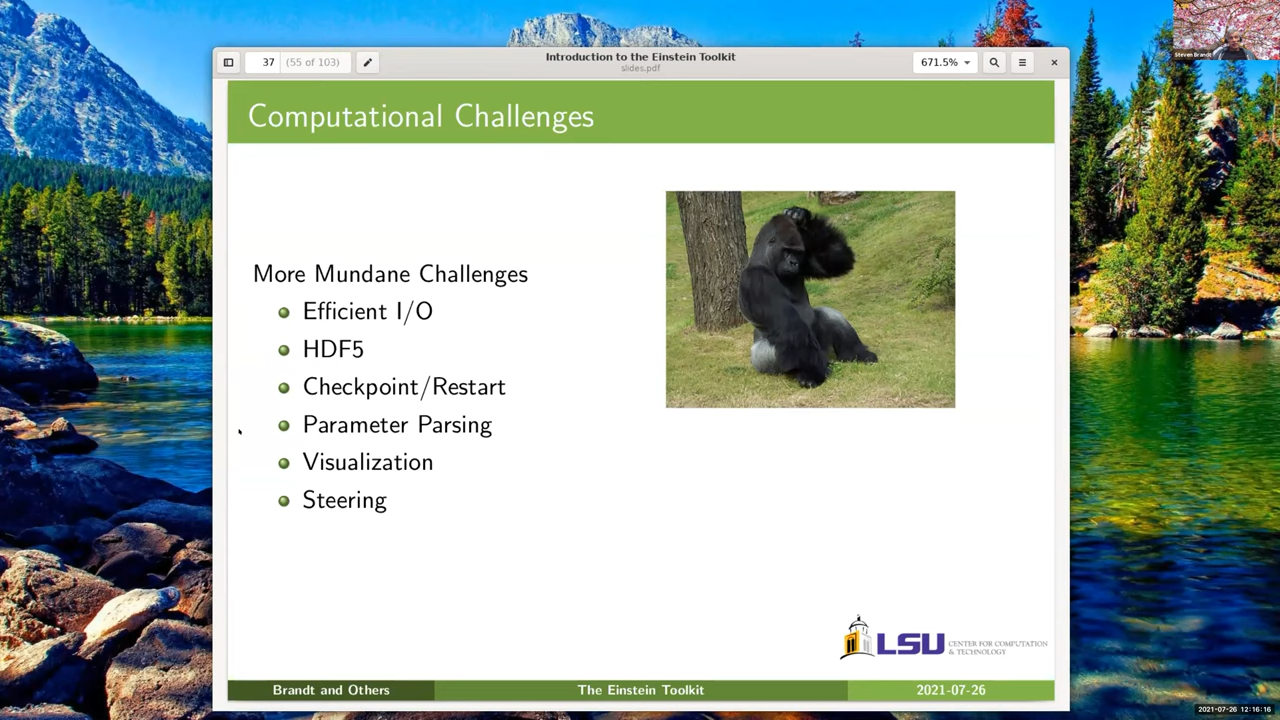 Steven Brandt
37 (55 of 103)
Introduction to the Einstein Toolkit
slides.pdf
671.5%
Computational Challenges
More Mundane Challenges
Efficient I/O
HDF5
Checkpoint/Restart
Parameter Parsing
Visualization
Steering
LSU CENTER FOR COMPUTATION
& TECHNOLOGY
Brandt and Others The Einstein Toolkit 2021-07-26
2021-07-26 12:16:16